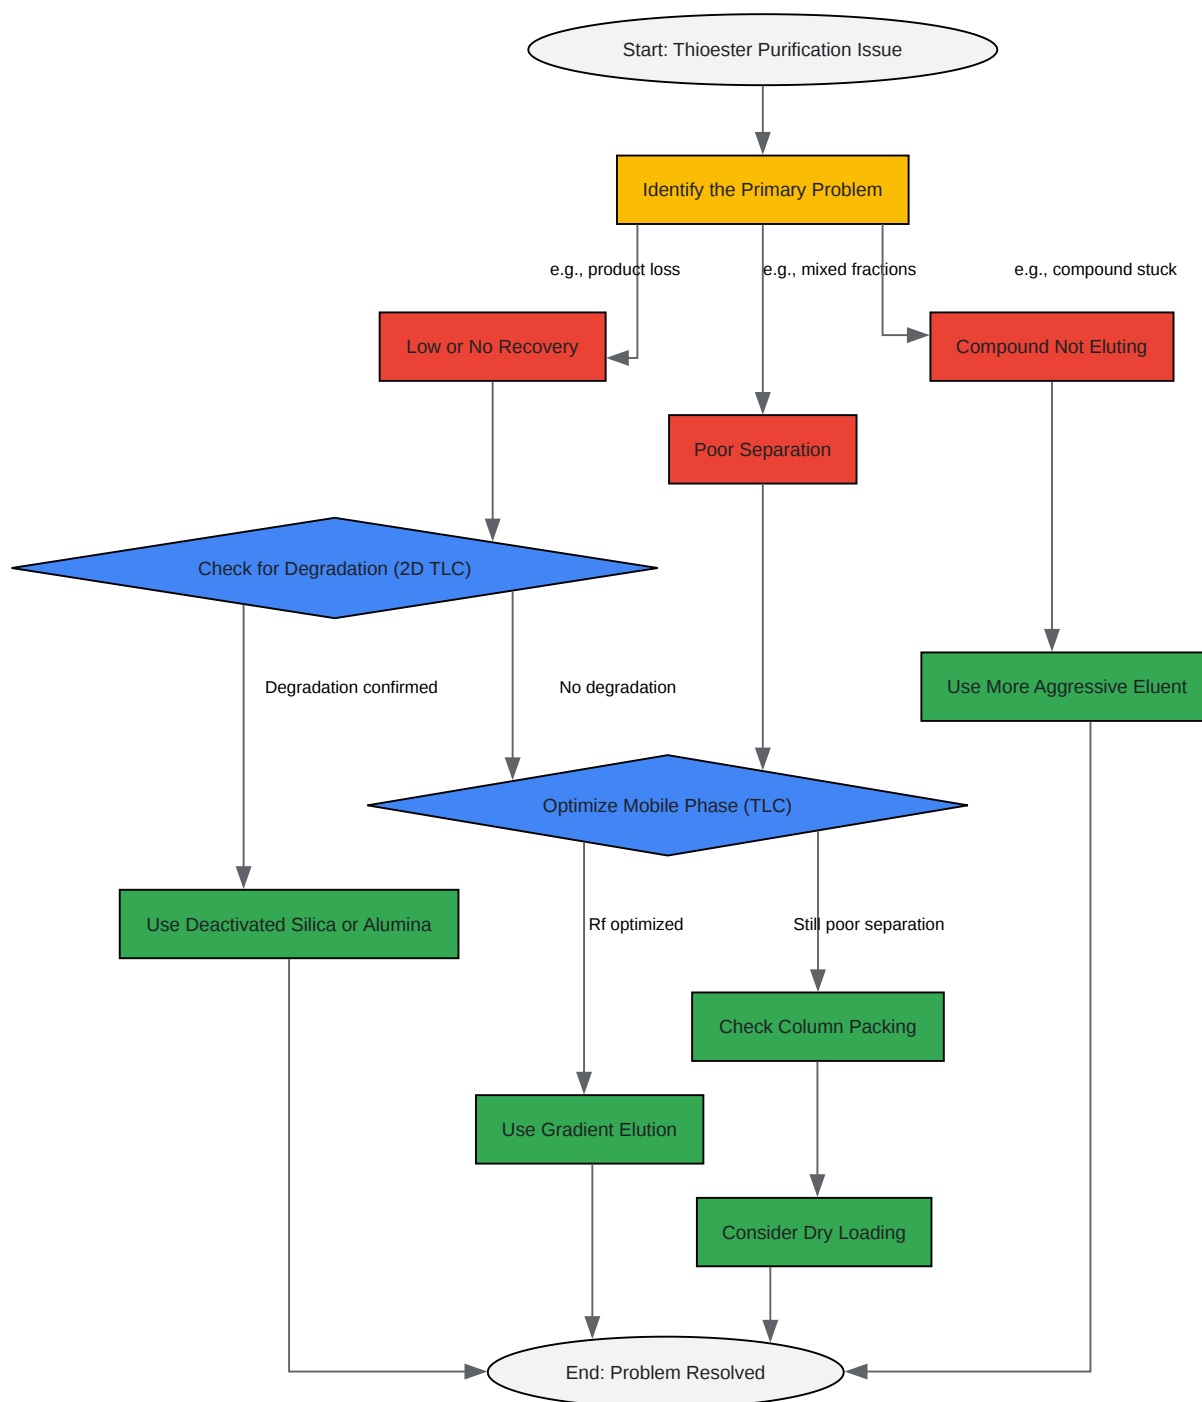 Start: Thioester Purification Issue
Identify the Primary Problem
e.g., product loss
e.g., mixed fractions
e.g., compound stuck
Low or No Recovery
Compound Not Eluting
Poor Separation
Check for Degradation (2D TLC)
Degradation confirmed
No degradation
Use More Aggressive Eluent
Optimize Mobile Phase (TLC)
Use Deactivated Silica or Alumina
Rf optimized
Still poor separation
Check Column Packing
Use Gradient Elution
Consider Dry Loading
End: Problem Resolved